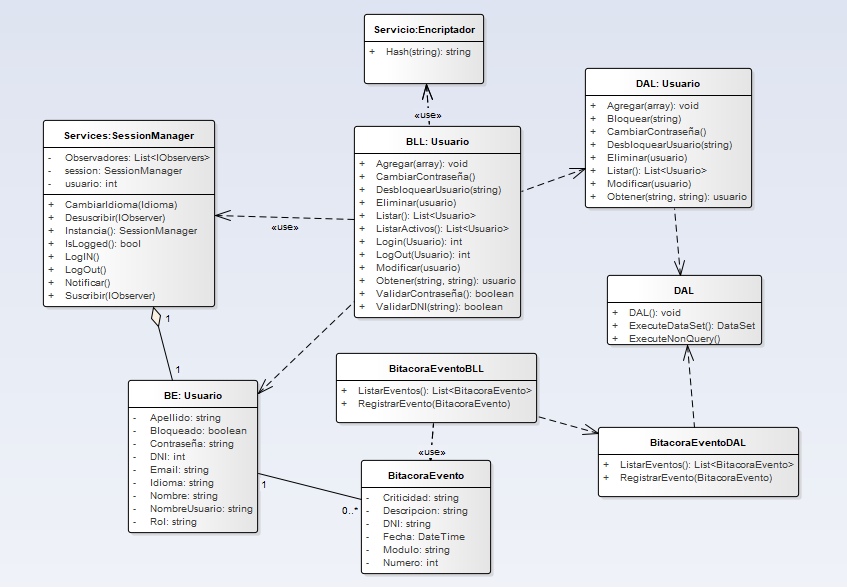 Servicio:Encriptador
+ Hash(string): string
«use»
DAL: Usuario
+ Agregar(array): void
+ Bloquear(string)
+ CambiarContraseña()
+ DesbloquearUsuario(string)
+ Eliminar(usuario)
+ Listar(): List<Usuario>
+ Modificar(usuario)
+ Obtener(string, string): usuario
Services:SessionManager
- Observadores: List<IObservers>
- session: SessionManager
- usuario: int
+ CambiarIdioma(Idioma)
+ Desuscribir(IObserver)
+ Instancia(): SessionManager
+ IsLogged(): bool
+ LogIN()
+ LogOut()
+ Notificar()
+ Suscribir(IObserver)
«use»
BLL: Usuario
+ Agregar(array): void
+ CambiarContraseña()
+ DesbloquearUsuario(string)
+ Eliminar(usuario)
+ Listar(): List<Usuario>
+ ListarActivos(): List<Usuario>
+ Login(Usuario): int
+ LogOut(Usuario): int
+ Modificar(usuario)
+ Obtener(string, string): usuario
+ ValidarContraseña(): boolean
+ ValidarDNI(string): boolean
DAL
+ DAL(): void
+ ExecuteDataSet(): DataSet
+ ExecuteNonQuery()
1
1
BE: Usuario
- Apellido: string
- Bloqueado: boolean
- Contraseña: string
- DNI: int
- Email: string
- Idioma: string
- Nombre: string
- NombreUsuario: string
- Rol: string
BitacoraEventoBLL
+ ListarEventos(): List<BitacoraEvento>
+ RegistrarEvento(BitacoraEvento)
«use»
BitacoraEventoDAL
+ ListarEventos(): List<BitacoraEvento>
+ RegistrarEvento(BitacoraEvento)
1
0..*
BitacoraEvento
- Criticidad: string
- Descripcion: string
- DNI: string
- Fecha: DateTime
- Modulo: string
- Numero: int